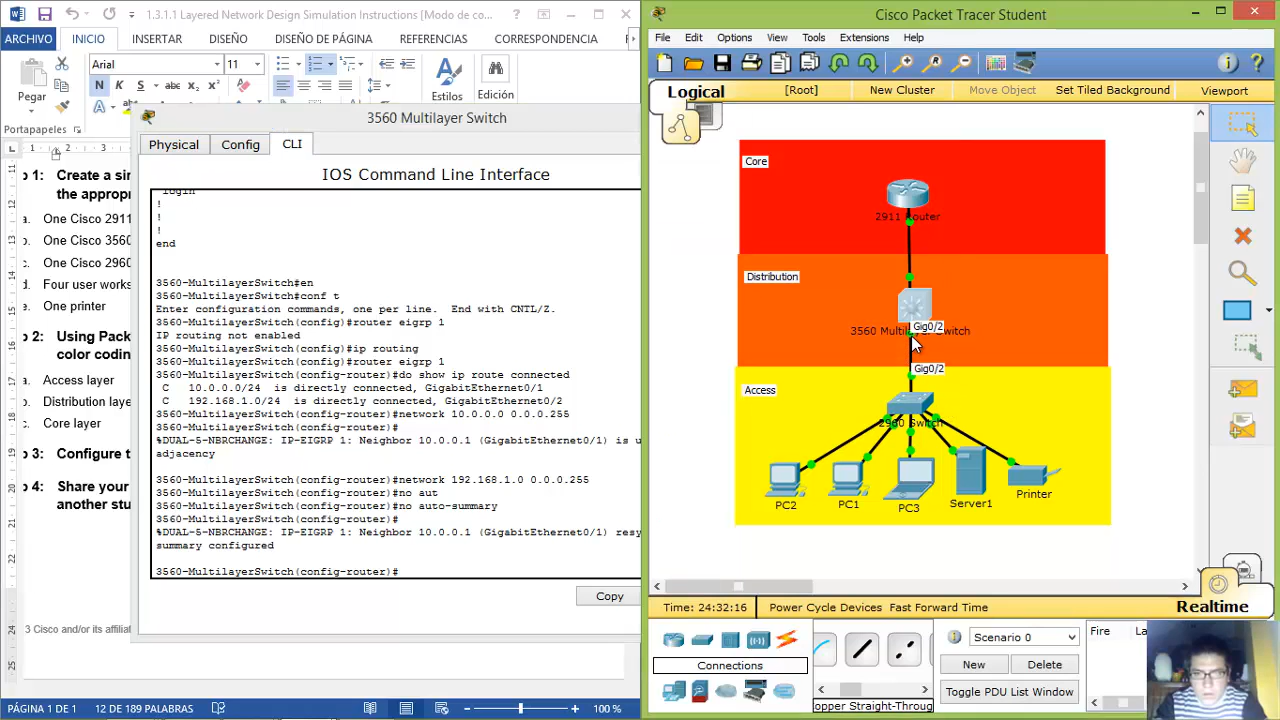 1.3.1.1 Layered Network Design Simulation Instructions [Modo de co...
ARCHIVO INICIO INSERTAR DISEÑO DISEÑO DE PÁGINA REFERENCIAS CORRESPONDENCIA
Pegar
Arial 11
N K S abc x₂ x²
Estilos
Edición
Portapapeles
Step 1: Create a si
the appropr
a. One Cisco 2911
One Cisco 3560
c. One Cisco 2960
Four user works
One printer
p 2: Using Pack
color coding
Access layer
Distribution laye
Core layer
p 3: Configure t
p 4: Share your
another stu
3 Cisco and/or its affiliat
PÁGINA 1 DE 1 12 DE 189 PALABRAS 100 %
3560 Multilayer Switch
Physical Config CLI
IOS Command Line Interface
login
!
!
!
end
3560-MultilayerSwitch#en
3560-MultilayerSwitch#conf t
Enter configuration commands, one per line. End with CNTL/Z.
3560-MultilayerSwitch(config)#router eigrp 1
IP routing not enabled
3560-MultilayerSwitch(config)#ip routing
3560-MultilayerSwitch(config)#router eigrp 1
3560-MultilayerSwitch(config-router)#do show ip route connected
C 10.0.0.0/24 is directly connected, GigabitEthernet0/1
C 192.168.1.0/24 is directly connected, GigabitEthernet0/2
3560-MultilayerSwitch(config-router)#network 10.0.0.0 0.0.0.255
3560-MultilayerSwitch(config-router)#
%DUAL-5-NBRCHANGE: IP-EIGRP 1: Neighbor 10.0.0.1 (GigabitEthernet0/1) is u
adjacency
3560-MultilayerSwitch(config-router)#network 192.168.1.0 0.0.0.255
3560-MultilayerSwitch(config-router)#no aut
3560-MultilayerSwitch(config-router)#no auto-summary
3560-MultilayerSwitch(config-router)#
%DUAL-5-NBRCHANGE: IP-EIGRP 1: Neighbor 10.0.0.1 (GigabitEthernet0/1) resy
summary configured
3560-MultilayerSwitch(config-router)#
Copy
Cisco Packet Tracer Student
File Edit Options View Tools Extensions Help
Logical [Root] New Cluster Move Object Set Tiled Background Viewport
Core
2911 Router
Distribution
Gig0/2
3560 Multilayer Switch
Gig0/2
Access
2960 Switch
PC2 PC1 PC3 Server1 Printer
Time: 24:32:16 Power Cycle Devices Fast Forward Time
Realtime
Connections
opper Straight-Throug
Scenario 0
New Delete
Toggle PDU List Window
Fire La